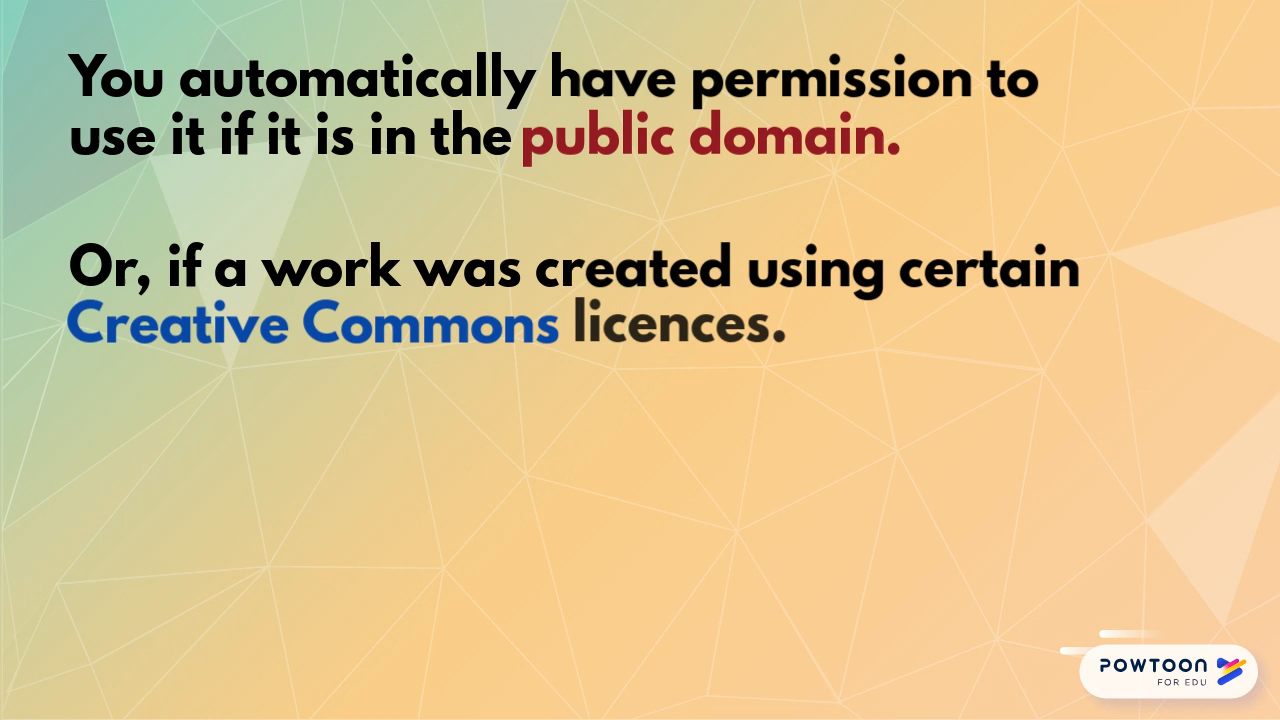 You automatically have permission to
use it if it is in the public domain.
Or, if a work was created using certain
Creative Commons licences.
POWTOON
FOR EDU